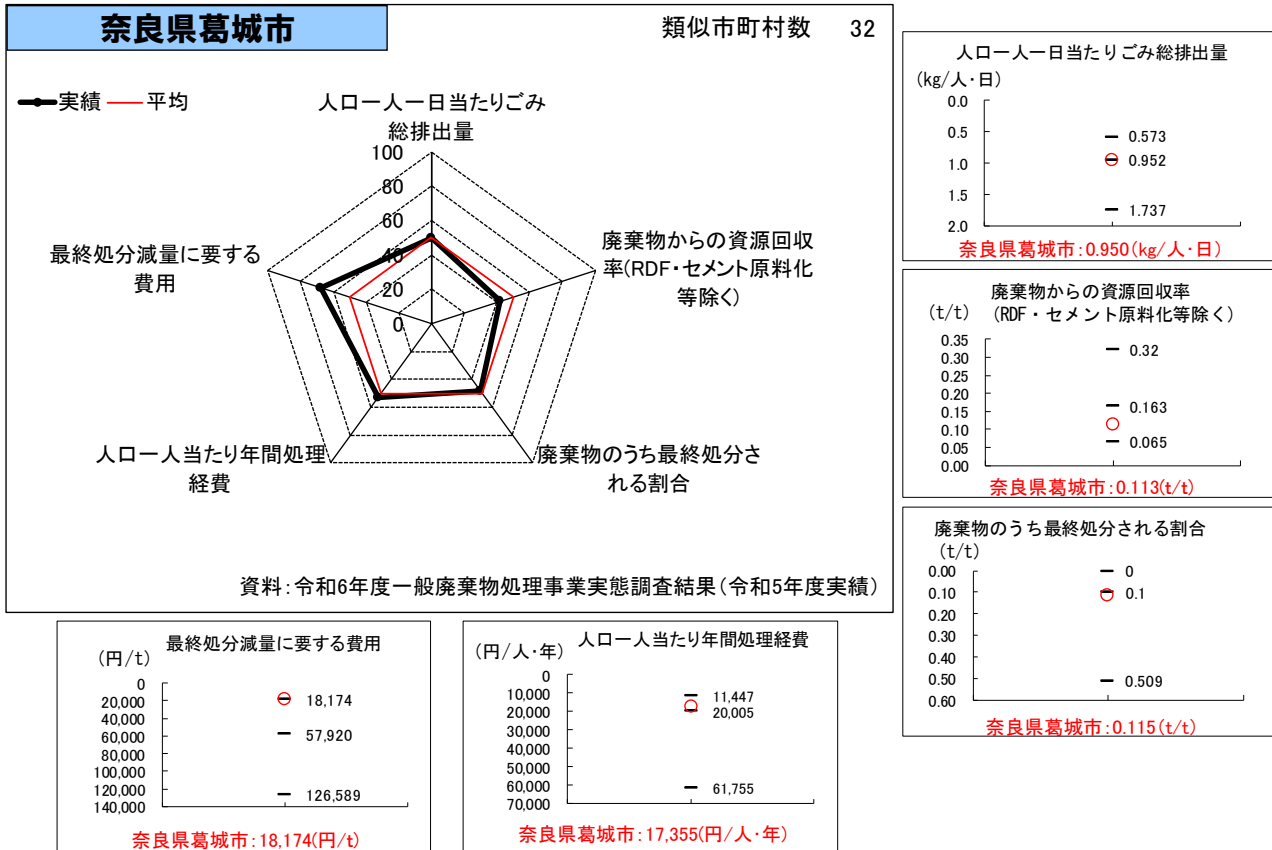 奈良県葛城市
類似市町村数 32
実績 平均
人口一人一日当たりごみ
総排出量
100
80
60
40
20
0
廃棄物からの資源回収
率(RDF・セメント原料化
等除く)
最終処分減量に要する
費用
人口一人当たり年間処理
経費
廃棄物のうち最終処分さ
れる割合
資料:令和6年度一般廃棄物処理事業実態調査結果(令和5年度実績)
人口一人一日当たりごみ総排出量
(kg/人・日)
0.0
0.5
1.0
1.5
2.0
0.573
0.952
1.737
奈良県葛城市:0.950(kg/人・日)
廃棄物からの資源回収率
(t/t) (RDF・セメント原料化等除く)
0.35
0.30
0.25
0.20
0.15
0.10
0.05
0.00
0.32
0.163
0.065
奈良県葛城市:0.113(t/t)
廃棄物のうち最終処分される割合
(t/t)
0.00
0.10
0.20
0.30
0.40
0.50
0.60
0
0.1
0.509
奈良県葛城市:0.115(t/t)
最終処分減量に要する費用
(円/t)
0
20,000
40,000
60,000
80,000
100,000
120,000
140,000
18,174
57,920
126,589
奈良県葛城市:18,174(円/t)
人口一人当たり年間処理経費
(円/人・年)
0
10,000
20,000
30,000
40,000
50,000
60,000
70,000
11,447
20,005
61,755
奈良県葛城市:17,355(円/人・年)